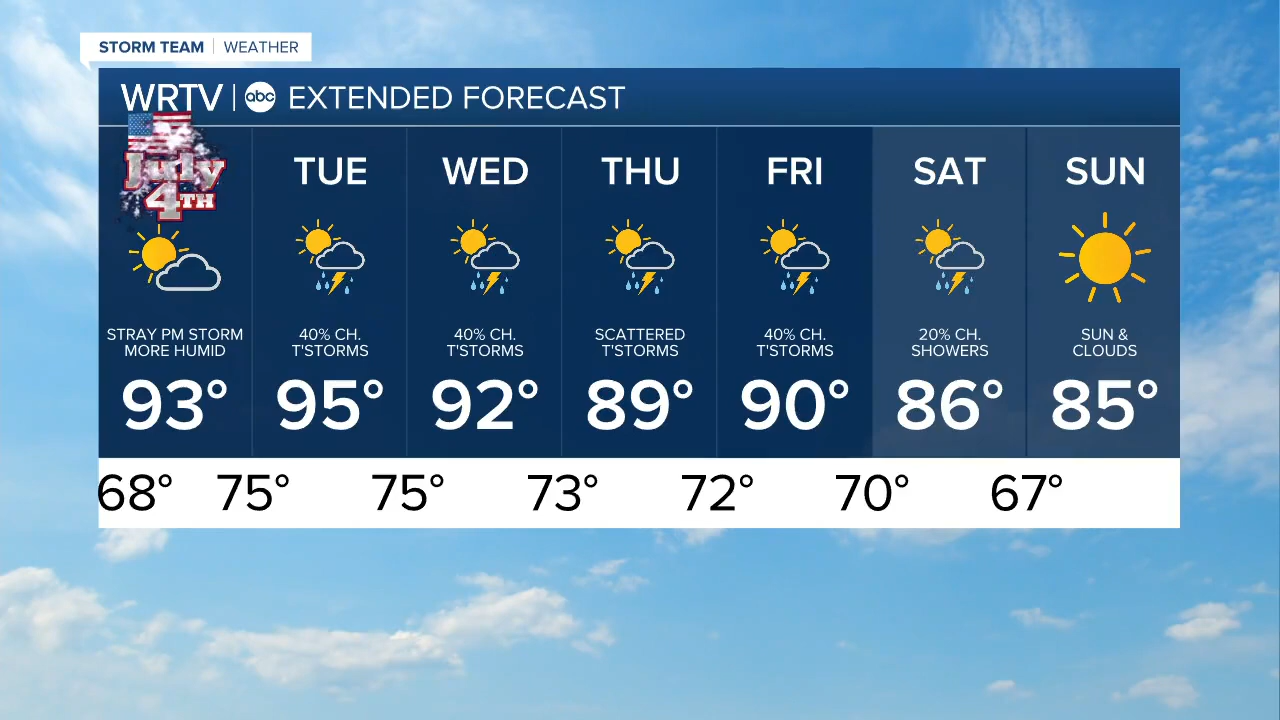 STORM TEAM | WEATHER
WRTV | abc EXTENDED FORECAST
July 4TH TUE WED THU FRI SAT SUN
STRAY PM STORM
MORE HUMID
93°
40% CH.
T'STORMS
95°
40% CH.
T'STORMS
92°
SCATTERED
T'STORMS
89°
40% CH.
T'STORMS
90°
20% CH.
SHOWERS
86°
SUN &
CLOUDS
85°
68° 75° 75° 73° 72° 70° 67°